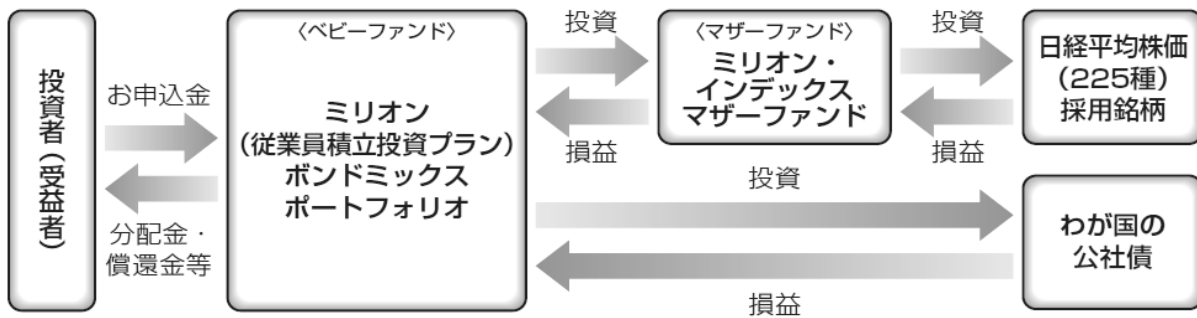 投資者(受益者)
お申込金
分配金・
償還金等
〈ベビーファンド〉
ミリオン
(従業員積立投資プラン)
ボンドミックス
ポートフォリオ
投資
損益
〈マザーファンド〉
ミリオン・
インデックス
マザーファンド
投資
損益
日経平均株価
(225種)
採用銘柄
投資
損益
わが国の
公社債